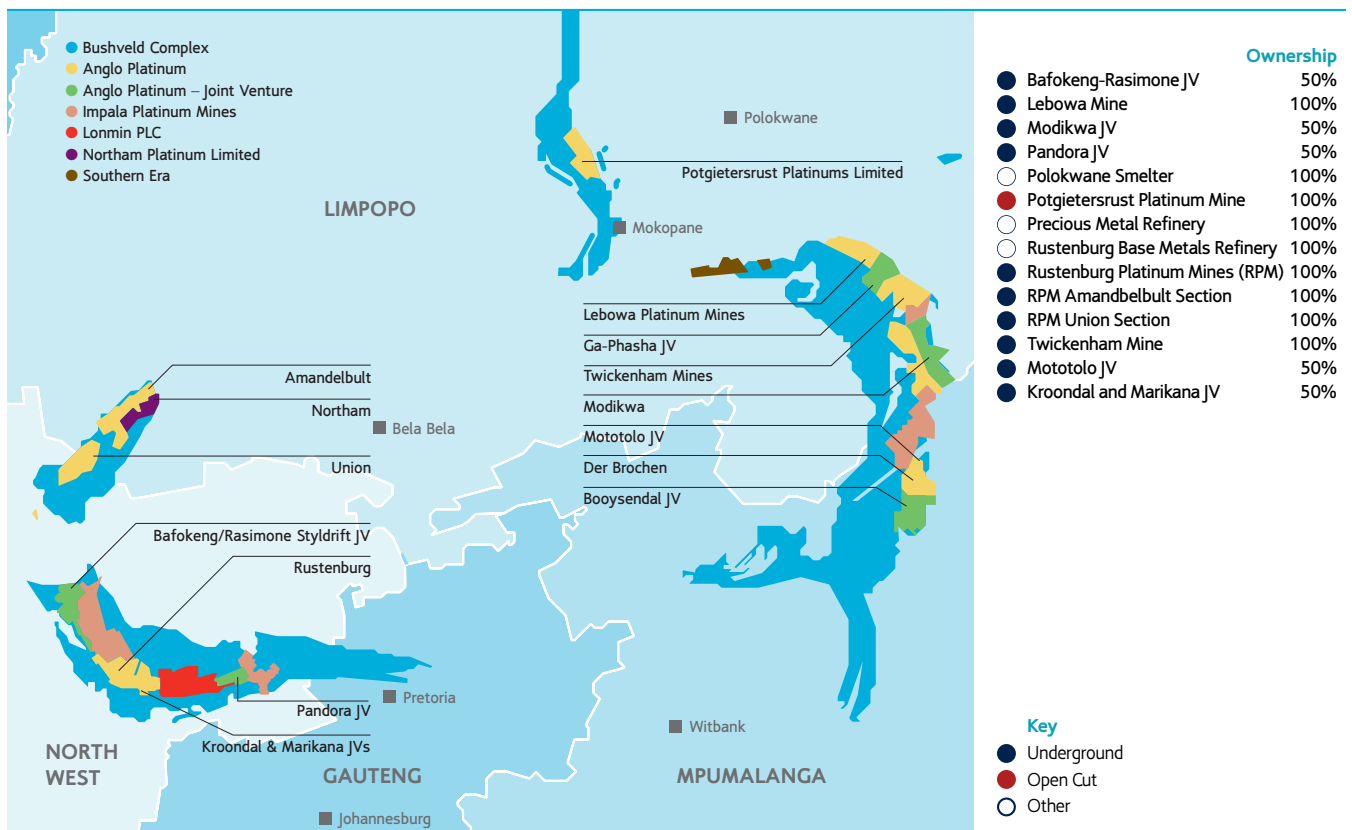 Bushveld Complex
Anglo Platinum
Anglo Platinum – Joint Venture
Impala Platinum Mines
Lonmin PLC
Northam Platinum Limited
Southern Era
LIMPOPO
Polokwane
Potgietersrust Platinums Limited
Mokopane
Lebowa Platinum Mines
Ga-Phasha JV
Twickenham Mines
Modikwa
Mototolo JV
Der Brochen
Booysendal JV
Amandelbult
Northam
Bela Bela
Union
Bafokeng/Rasimone Styldrift JV
Rustenburg
Pandora JV
Pretoria
Kroondal & Marikana JVs
Witbank
NORTH
WEST
GAUTENG
MPUMALANGA
Johannesburg
Ownership
Bafokeng-Rasimone JV 50%
Lebowa Mine 100%
Modikwa JV 50%
Pandora JV 50%
Polokwane Smelter 100%
Potgietersrust Platinum Mine 100%
Precious Metal Refinery 100%
Rustenburg Base Metals Refinery 100%
Rustenburg Platinum Mines (RPM) 100%
RPM Amandbelbult Section 100%
RPM Union Section 100%
Twickenham Mine 100%
Mototolo JV 50%
Kroondal and Marikana JV 50%
Key
Underground
Open Cut
Other